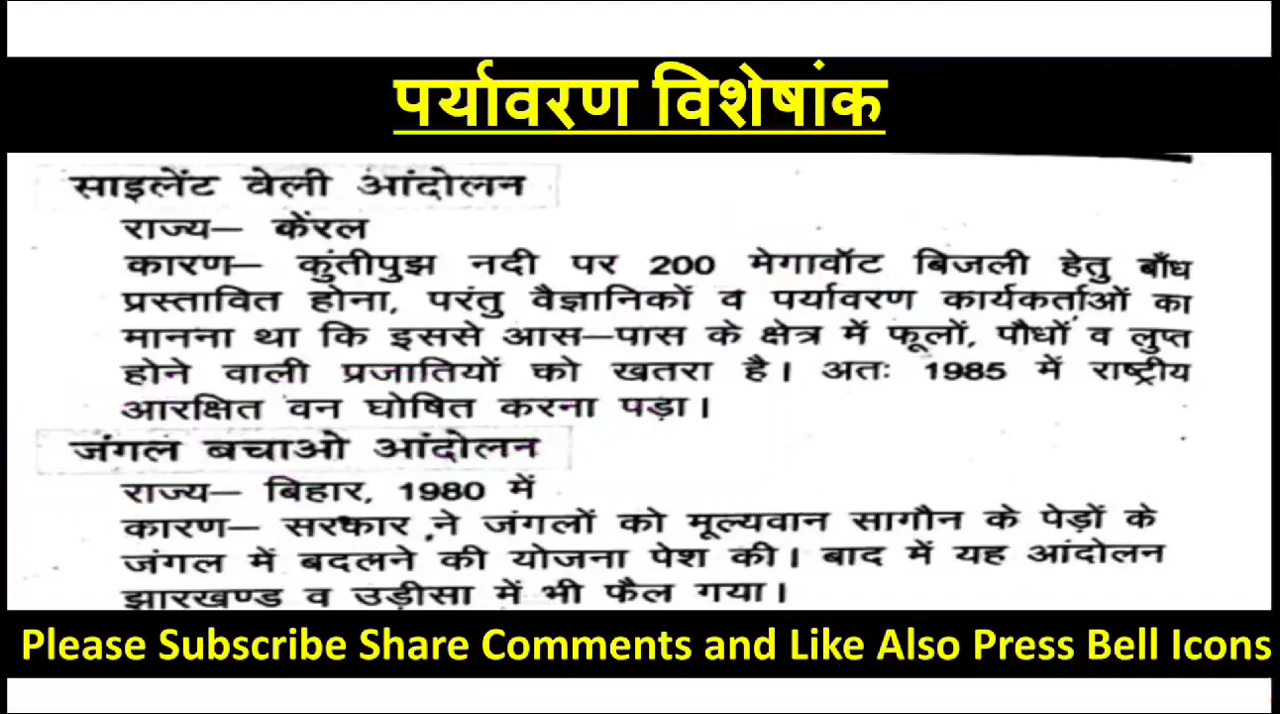 पर्यावरण विशेषांक
साइलेंट वेली आंदोलन
राज्य– केंरल
कारण– कुंतीपुझ नदी पर 200 मेगावॉट बिजली हेतु बाँध
प्रस्तावित होना, परंतु वैज्ञानिकों व पर्यावरण कार्यकर्ताओं का
मानना था कि इससे आस–पास के क्षेत्र में फूलों, पौधों व लुप्त
होने वाली प्रजातियों को खतरा है। अतः 1985 में राष्ट्रीय
आरक्षित वन घोषित करना पड़ा।
जंगल बचाओ आंदोलन
राज्य– बिहार, 1980 में
कारण– सरकार ने जंगलों को मूल्यवान सागौन के पेड़ों के
जंगल में बदलने की योजना पेश की। बाद में यह आंदोलन
झारखण्ड व उड़ीसा में भी फैल गया।
Please Subscribe Share Comments and Like Also Press Bell Icons